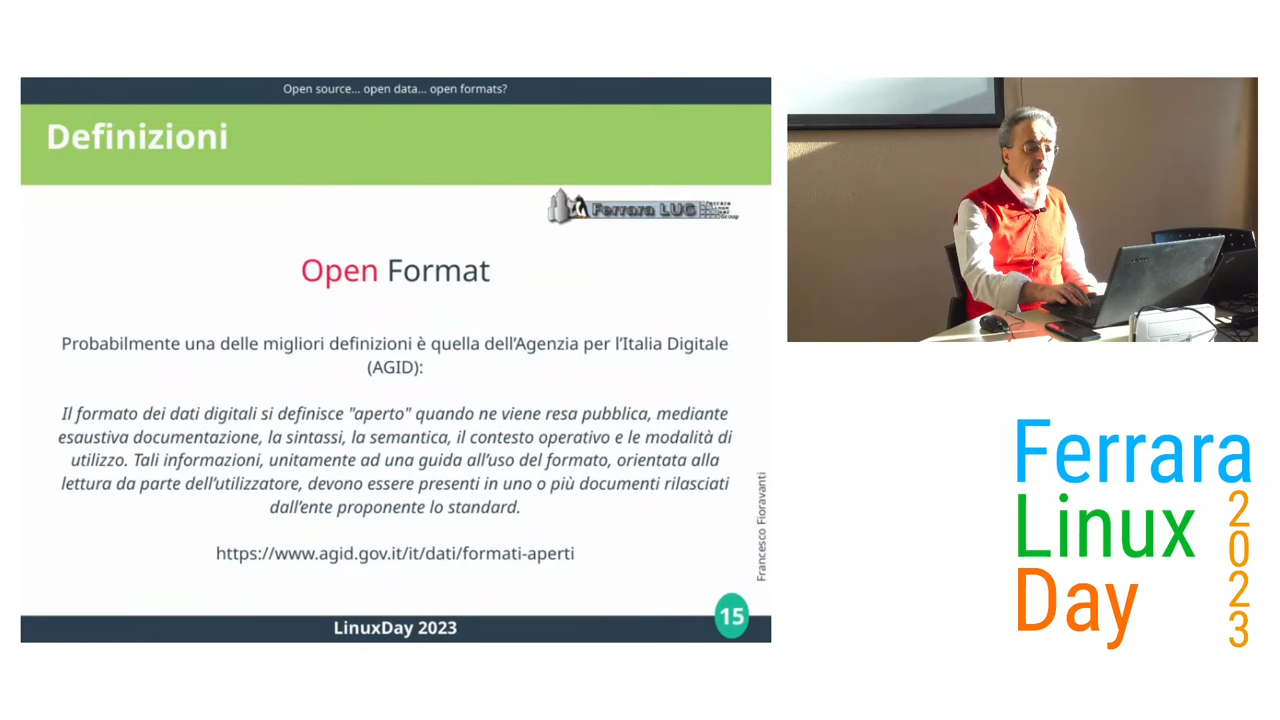 Open source... open data... open formats?
Definizioni
Ferrara LUG
Ferrara
Linux
User
Group
Open Format
Probabilmente una delle migliori definizioni è quella dell'Agenzia per l'Italia Digitale
(AGID):
Il formato dei dati digitali si definisce "aperto" quando ne viene resa pubblica, mediante
esaustiva documentazione, la sintassi, la semantica, il contesto operativo e le modalità di
utilizzo. Tali informazioni, unitamente ad una guida all'uso del formato, orientata alla
lettura da parte dell'utilizzatore, devono essere presenti in uno o più documenti rilasciati
dall'ente proponente lo standard.
https://www.agid.gov.it/it/dati/formati-aperti
Francesco Fioravanti
15
LinuxDay 2023
Ferrara
Linux
Day
2023